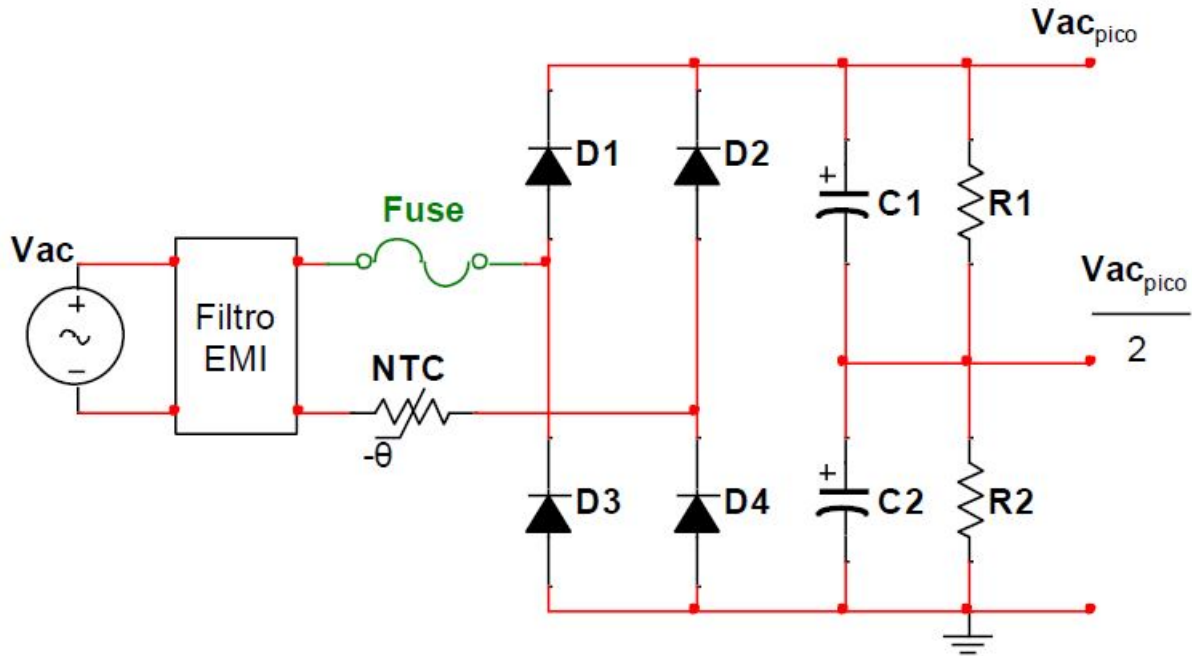 Vac_pico
D1
D2
+
C1
R1
Fuse
Vac
+
−
Filtro
EMI
NTC
-θ
Vac_pico
2
D3
D4
+
C2
R2